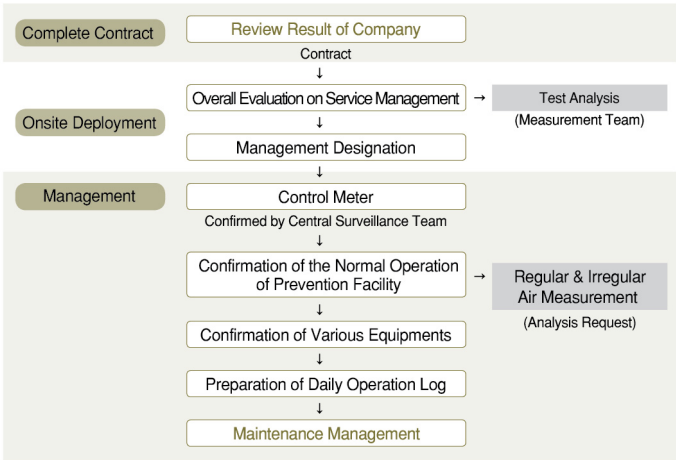 Complete Contract
Review Result of Company
Contract
↓
Overall Evaluation on Service Management → Test Analysis
(Measurement Team)
Onsite Deployment
↓
Management Designation
↓
Management
Control Meter
Confirmed by Central Surveillance Team
↓
Confirmation of the Normal Operation
of Prevention Facility
→
Regular & Irregular
Air Measurement
(Analysis Request)
↓
Confirmation of Various Equipments
↓
Preparation of Daily Operation Log
↓
Maintenance Management